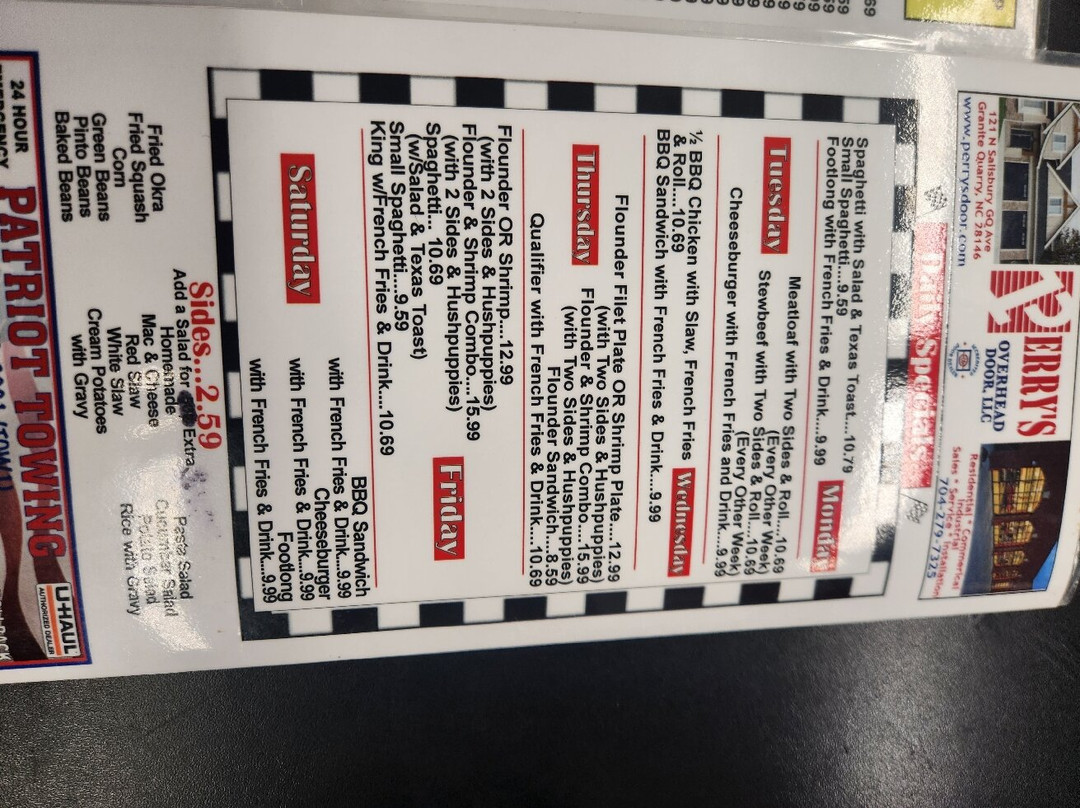 PERRY'S
OVERHEAD
DOOR, LLC
121 N Salisbury GQ Ave
Granite Quarry, NC 28146
www.perrysdoor.com
Residential • Commerical
Industrial
Sales • Service • Installation
704-279-7325
Daily Specials
Monday
Spaghetti with Salad & Texas Toast....10.79
Small Spaghetti....9.59
Footlong with French Fries & Drink....9.99
Tuesday
Meatloaf with Two Sides & Roll....10.69
(Every Other Week)
Stewbeef with Two Sides & Roll....10.69
(Every Other Week)
Cheeseburger with French Fries and Drink....9.99
Wednesday
½ BBQ Chicken with Slaw, French Fries
& Roll....10.69
BBQ Sandwich with French Fries & Drink....9.99
Thursday
Flounder Filet Plate OR Shrimp Plate....12.99
(with Two Sides & Hushpuppies)
Flounder & Shrimp Combo....15.99
(with Two Sides & Hushpuppies)
Flounder Sandwich....8.59
Qualifier with French Fries & Drink....10.69
Friday
Flounder OR Shrimp....12.99
(with 2 Sides & Hushpuppies)
Flounder & Shrimp Combo....15.99
(with 2 Sides & Hushpuppies)
Spaghetti... 10.69
(w/Salad & Texas Toast)
Small Spaghetti....9.59
King w/French Fries & Drink....10.69
Saturday
BBQ Sandwich
with French Fries & Drink...9.99
Cheeseburger
with French Fries & Drink....9.99
Footlong
with French Fries & Drink....9.99
Sides...2.59
Add a Salad for Extra
Fried Okra
Fried Squash
Corn
Green Beans
Pinto Beans
Baked Beans
Homemade
Mac & Cheese
Red Slaw
White Slaw
Cream Potatoes
with Gravy
Pasta Salad
Cucumber Salad
Potato Salad
Rice with Gravy
24 HOUR
PATRIOT TOWING
U-HAUL
AUTHORIZED DEALER